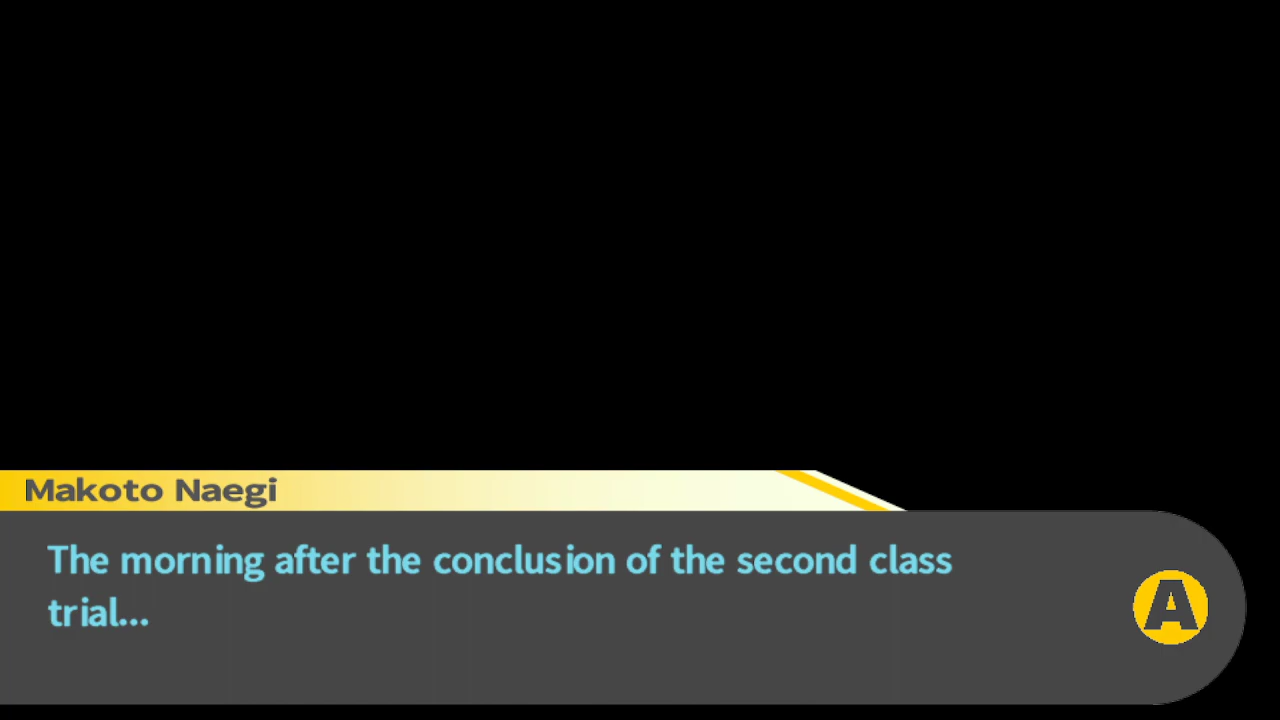 Makoto Naegi
The morning after the conclusion of the second class
trial...
A